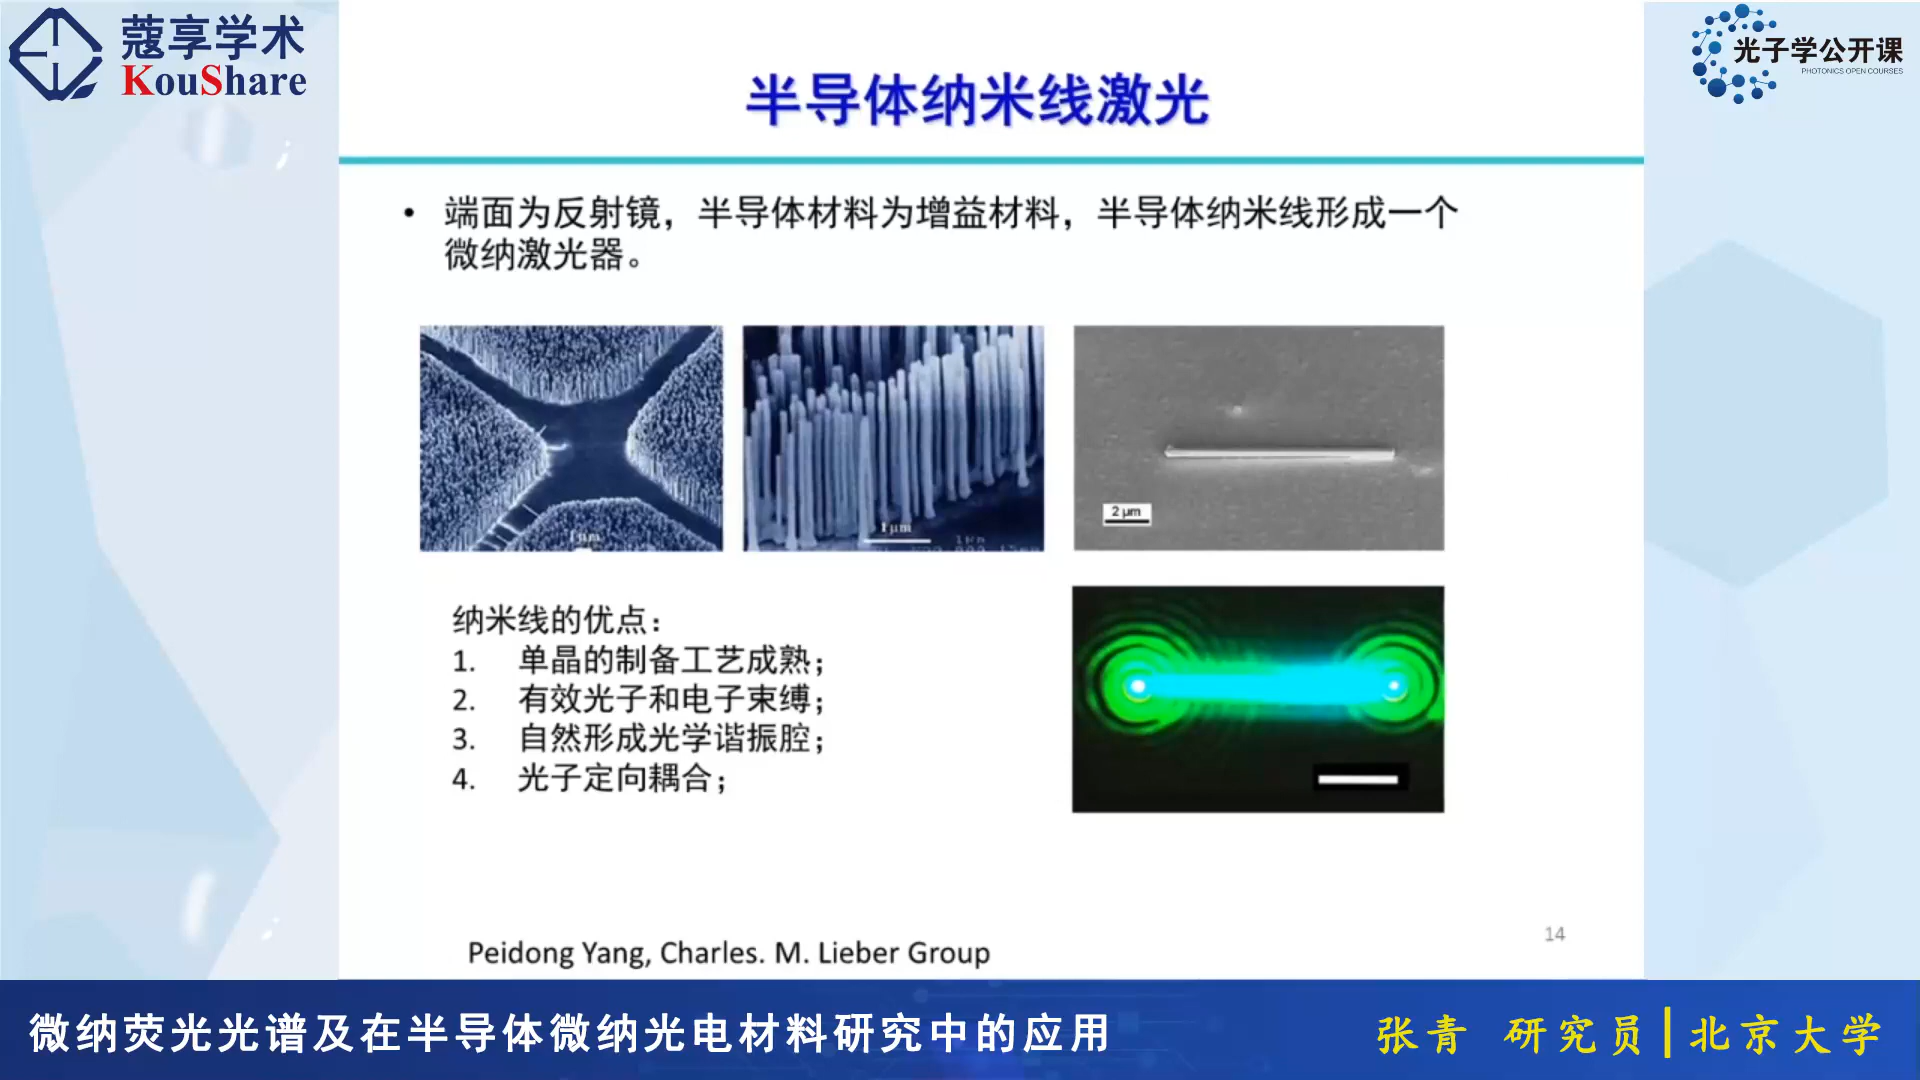 蔻享学术
KouShare
光子学公开课
PHOTONICS OPEN COURSES
半导体纳米线激光
• 端面为反射镜，半导体材料为增益材料，半导体纳米线形成一个
微纳激光器。
1μm
1 μm
2 μm
纳米线的优点：
1. 单晶的制备工艺成熟；
2. 有效光子和电子束缚；
3. 自然形成光学谐振腔；
4. 光子定向耦合；
Peidong Yang, Charles. M. Lieber Group
14
微纳荧光光谱及在半导体微纳光电材料研究中的应用
张青 研究员|北京大学